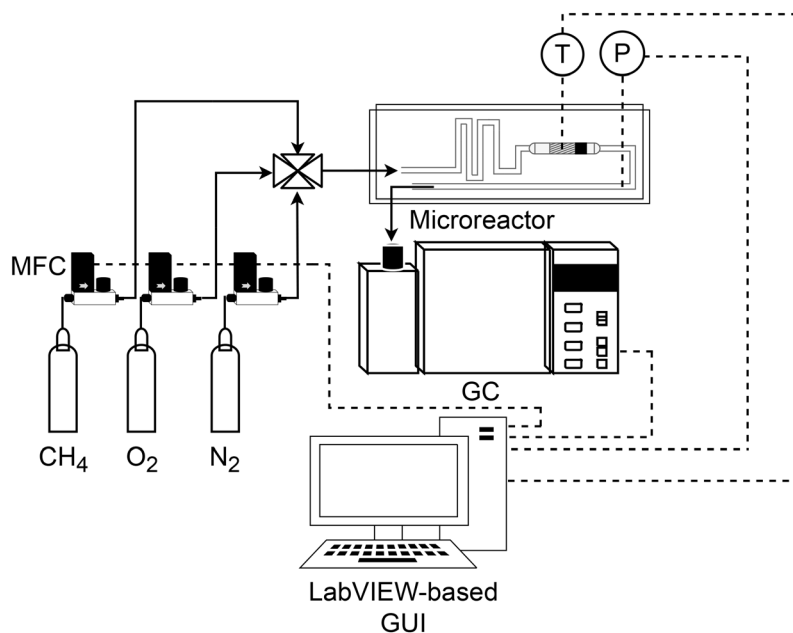 T
P
Microreactor
MFC
GC
CH₄
O₂
N₂
LabVIEW-based
GUI